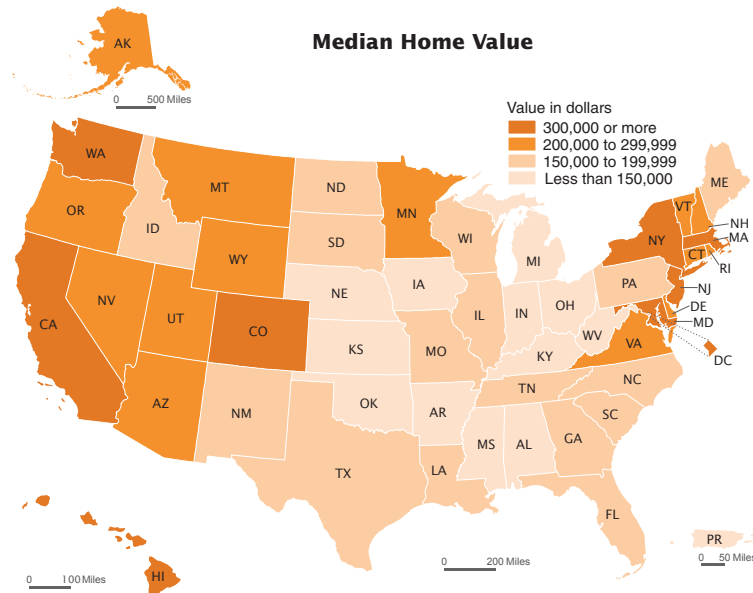 Median Home Value
AK
0 500 Miles
Value in dollars
300,000 or more
200,000 to 299,999
150,000 to 199,999
Less than 150,000
WA
MT
ND
MN
ME
VT
NH
MA
OR
ID
SD
WI
NY
CT
RI
WY
MI
NJ
IA
PA
NE
OH
DE
NV
IL
IN
MD
CA
UT
CO
WV
VA
DC
KS
MO
KY
NC
TN
AZ
NM
OK
AR
SC
MS
AL
GA
TX
LA
FL
PR
0 50 Miles
0 200 Miles
HI
0 100 Miles